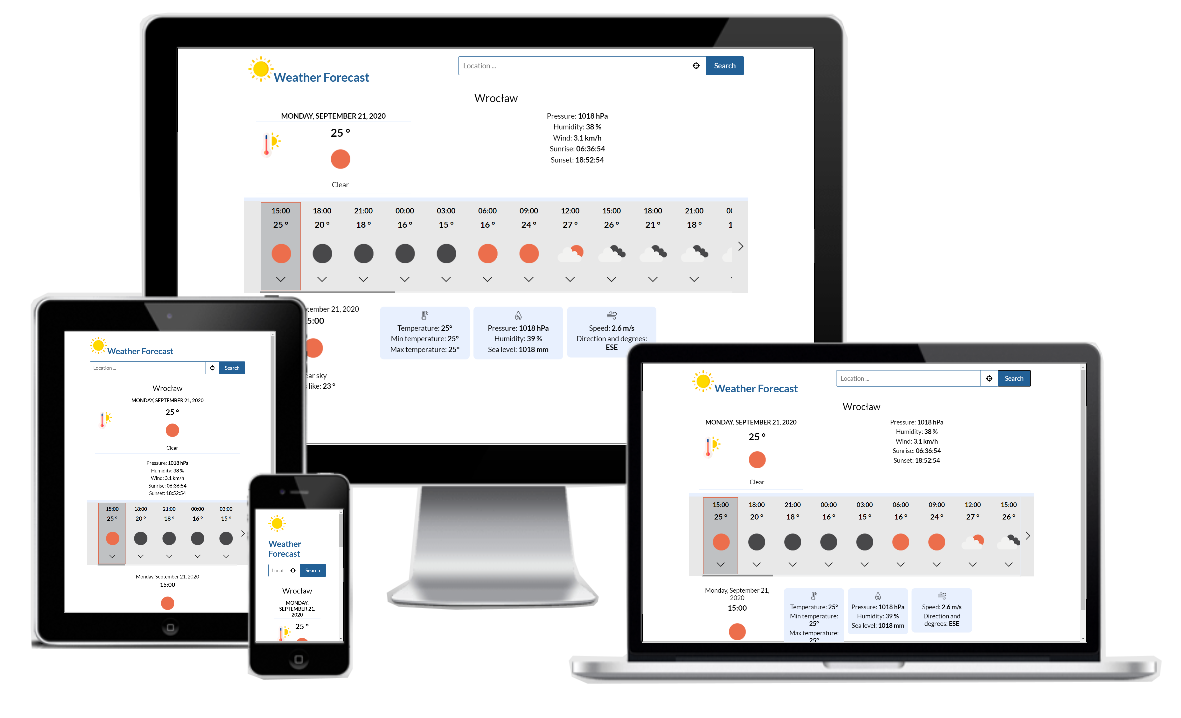 Weather Forecast
Location ...
Search
Wrocław
MONDAY, SEPTEMBER 21, 2020
25 °
Clear
Pressure: 1018 hPa
Humidity: 38 %
Wind: 3.1 km/h
Sunrise: 06:36:54
Sunset: 18:52:54
15:00 18:00 21:00 00:00 03:00 06:00 09:00 12:00 15:00 18:00 21:00
25 ° 20 ° 18 ° 16 ° 15 ° 16 ° 24 ° 27 ° 26 ° 21 ° 18 ° 1
tember 21, 2020
5:00
ar sky
like: 23 °
Temperature: 25°
Min temperature: 25°
Max temperature: 25°
Pressure: 1018 hPa
Humidity: 39 %
Sea level: 1018 mm
Speed: 2.6 m/s
Direction and degrees:
ESE
Weather Forecast
Location ...
Search
Wrocław
MONDAY, SEPTEMBER 21, 2020
25 °
Clear
Pressure: 1018 hPa
Humidity: 38 %
Wind: 3.1 km/h
Sunrise: 06:36:54
Sunset: 18:52:54
15:00 18:00 21:00 00:00 03:00
25 ° 20 ° 18 ° 16 ° 15 °
Monday, September 21, 2020
15:00
Weather
Forecast
Search
Wrocław
MONDAY,
SEPTEMBER 21,
2020
25 °
Weather Forecast
Location ...
Search
Wrocław
MONDAY, SEPTEMBER 21, 2020
25 °
Clear
Pressure: 1018 hPa
Humidity: 38 %
Wind: 3.1 km/h
Sunrise: 06:36:54
Sunset: 18:52:54
15:00 18:00 21:00 00:00 03:00 06:00 09:00 12:00 15:00
25 ° 20 ° 18 ° 16 ° 15 ° 16 ° 24 ° 27 ° 26 °
Monday, September 21,
2020
15:00
Temperature: 25°
Min temperature:
25°
Max temperature:
25°
Pressure: 1018 hPa
Humidity: 39 %
Sea level: 1018 mm
Speed: 2.6 m/s
Direction and
degrees: ESE